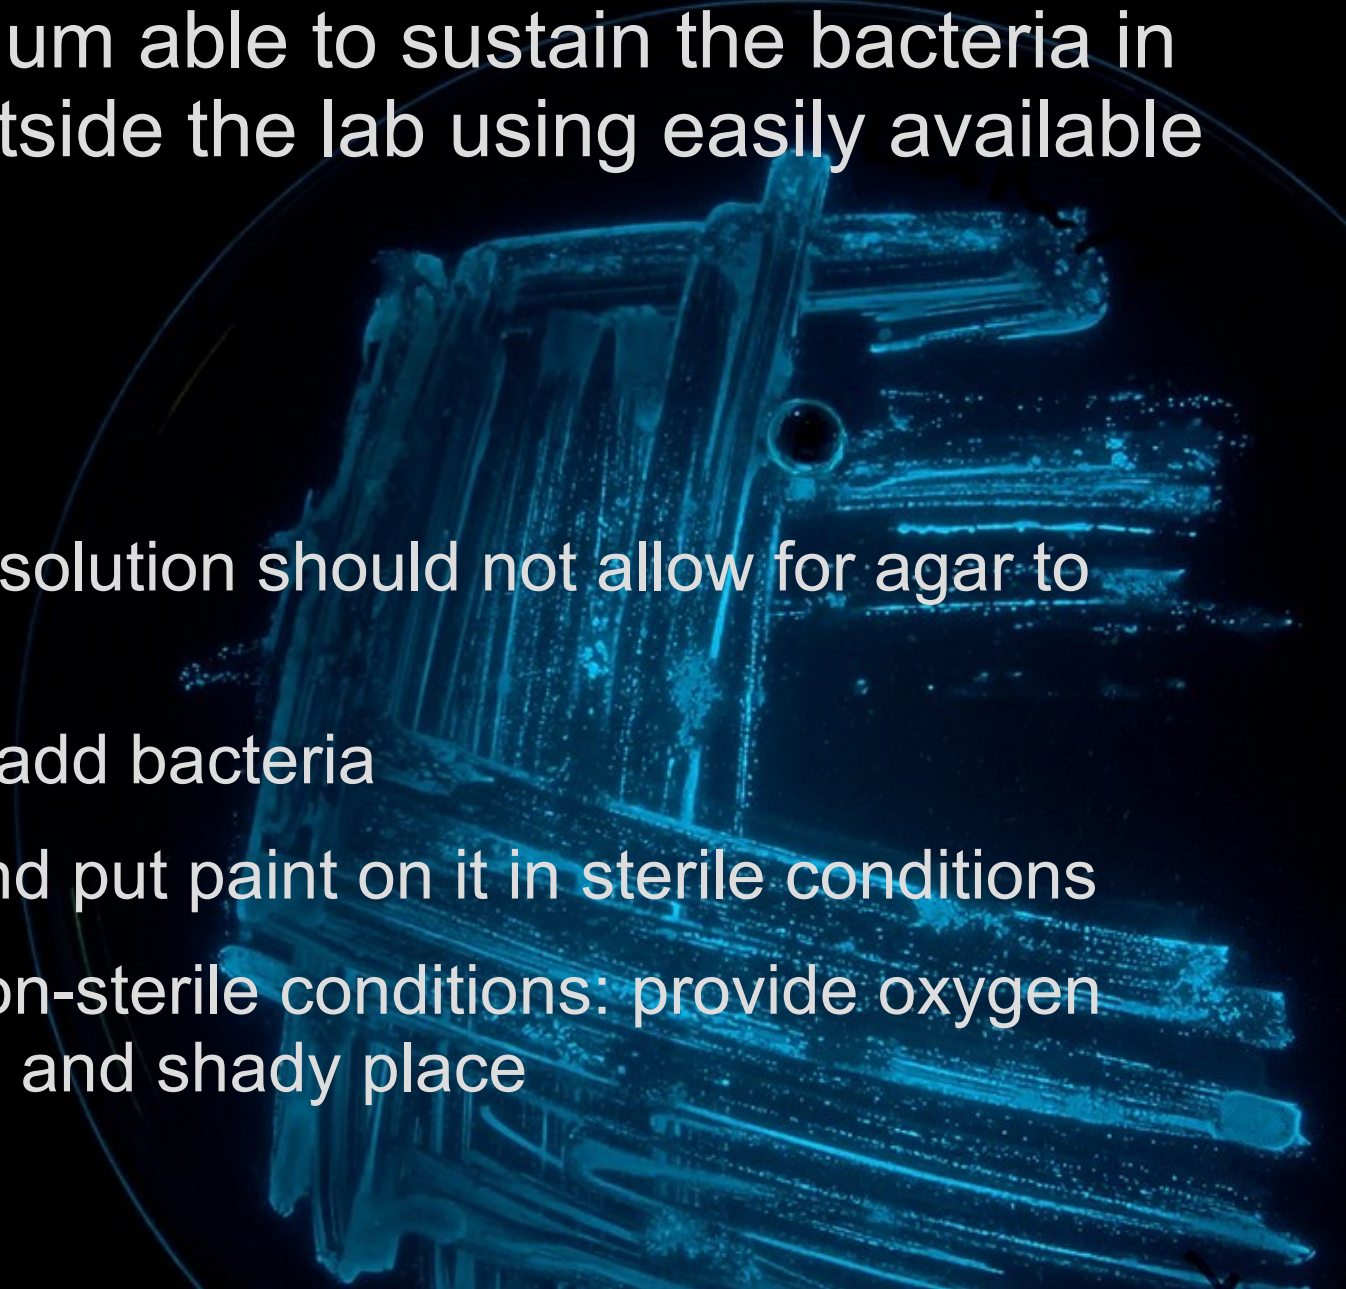 um able to sustain the bacteria in
tside the lab using easily available
solution should not allow for agar to
add bacteria
nd put paint on it in sterile conditions
on-sterile conditions: provide oxygen
and shady place